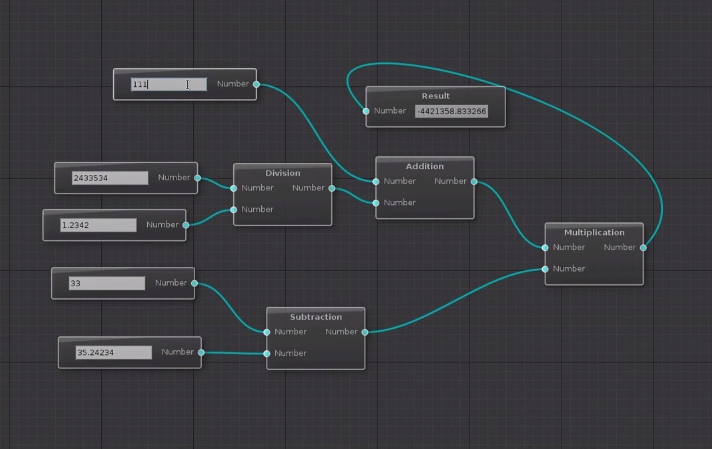 111 Number
Result
Number -4421358.833266
2433534 Number
Division
Number Number
Number
1.2342 Number
Addition
Number Number
Number
Multiplication
Number Number
Number
33 Number
Subtraction
Number Number
Number
35.24234 Number